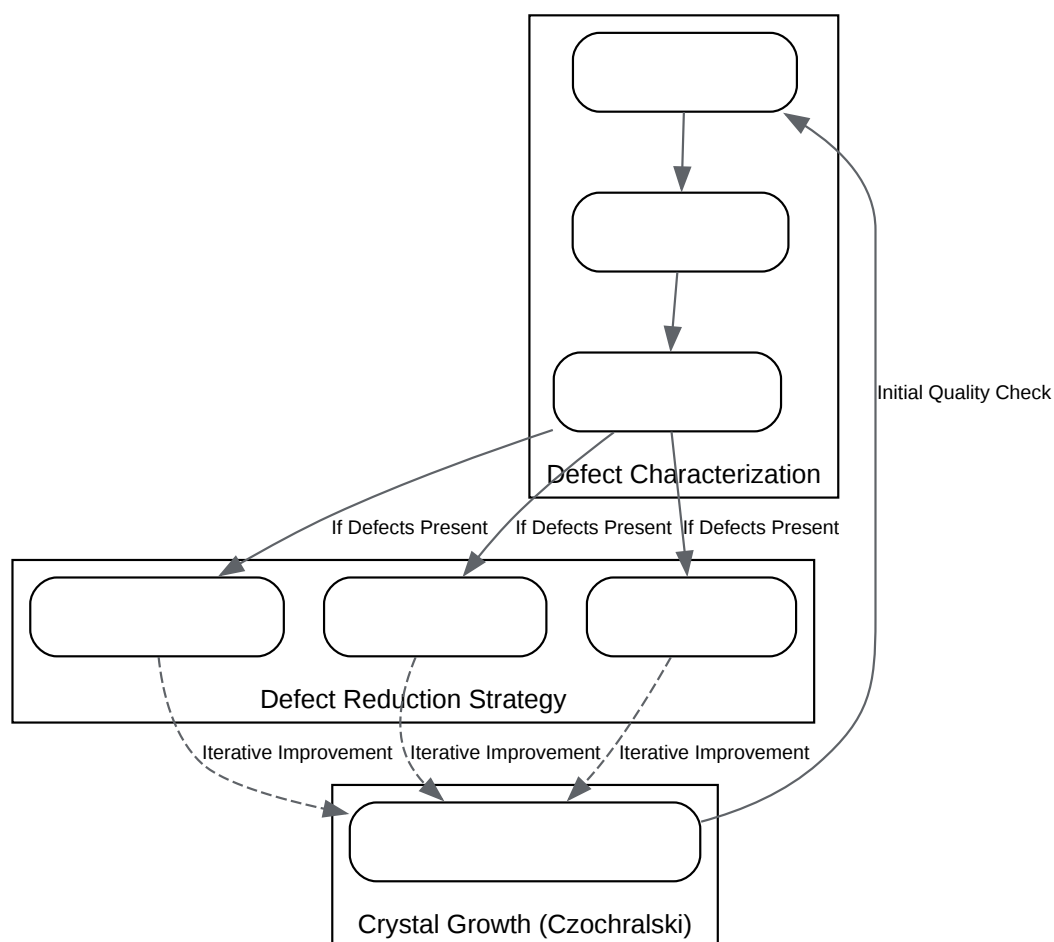 Initial Quality Check
Defect Characterization
If Defects Present
If Defects Present
If Defects Present
Defect Reduction Strategy
Iterative Improvement
Iterative Improvement
Iterative Improvement
Crystal Growth (Czochralski)